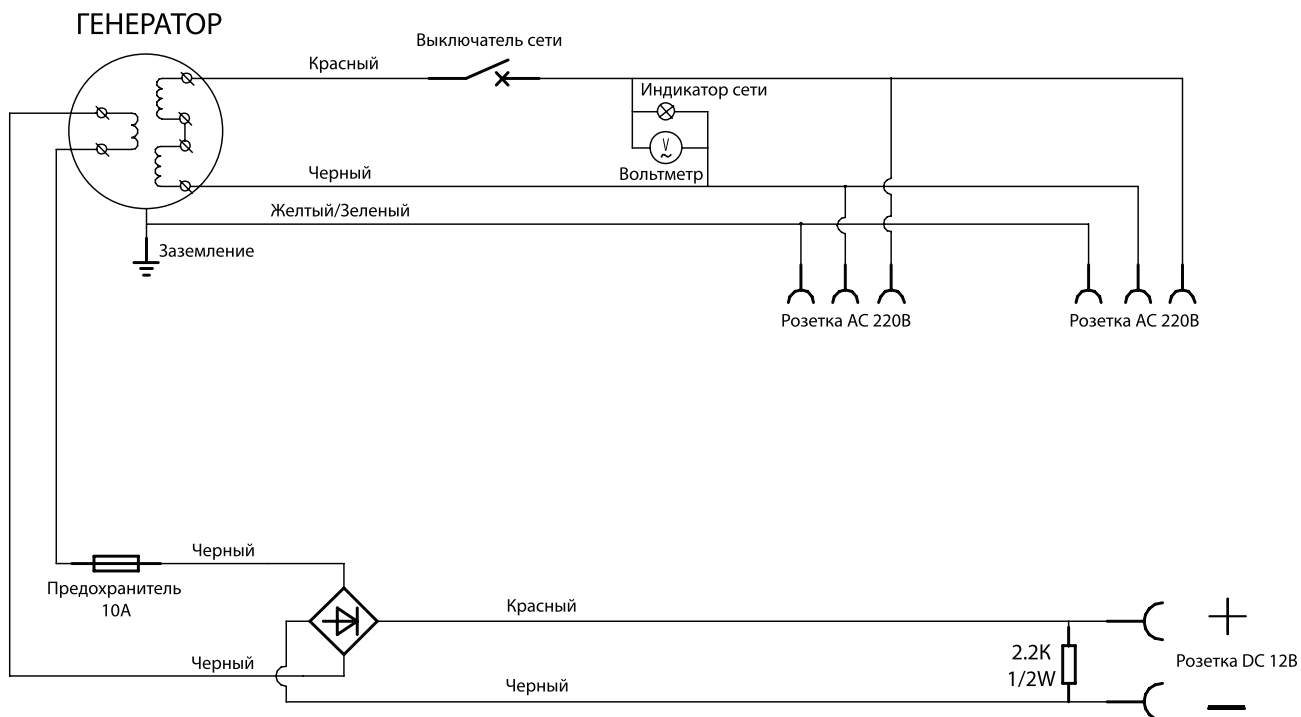 ГЕНЕРАТОР
Выключатель сети
Красный
Индикатор сети
V
~
Вольтметр
Черный
Желтый/Зеленый
Заземление
Розетка AC 220В
Розетка AC 220В
Черный
Предохранитель
10А
Красный
Черный
2.2К
1/2W
+
Розетка DC 12В
Черный
—